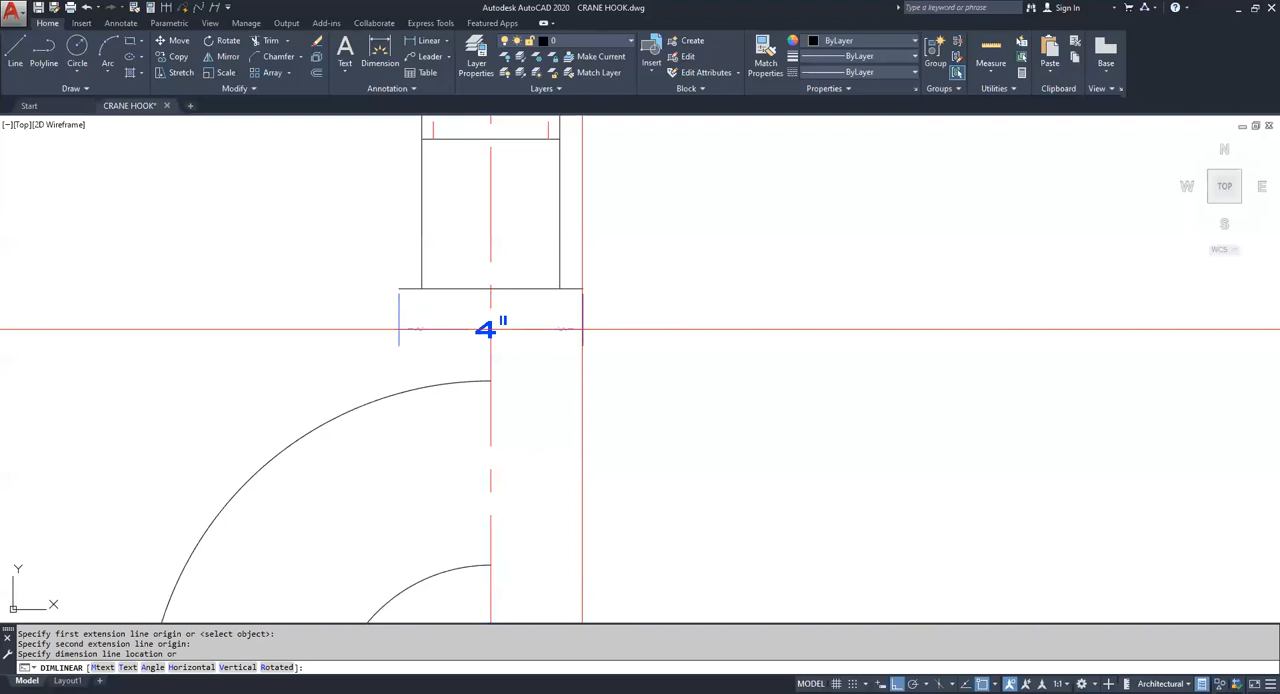 Autodesk AutoCAD 2020 CRANE HOOK.dwg
Type a keyword or phrase
Sign In
Home Insert Annotate Parametric View Manage Output Add-ins Collaborate Express Tools Featured Apps
Line Polyline Circle Arc
Move Rotate Trim
Copy Mirror Chamfer
Stretch Scale Array
Text Dimension
Linear
Leader
Table
Layer Properties
0
Make Current
Match Layer
Insert
Create
Edit
Edit Attributes
Match Properties
ByLayer
ByLayer
ByLayer
Group
Measure
Paste
Base
Draw Modify Annotation Layers Block Properties Groups Utilities Clipboard View
Start CRANE HOOK*
[−][Top][2D Wireframe]
N
W TOP E
S
WCS
4"
Y
X
Specify first extension line origin or <select object>:
Specify second extension line origin:
Specify dimension line location or
DIMLINEAR [Mtext Text Angle Horizontal Vertical Rotated]:
Model Layout1
MODEL 1:1 Architectural